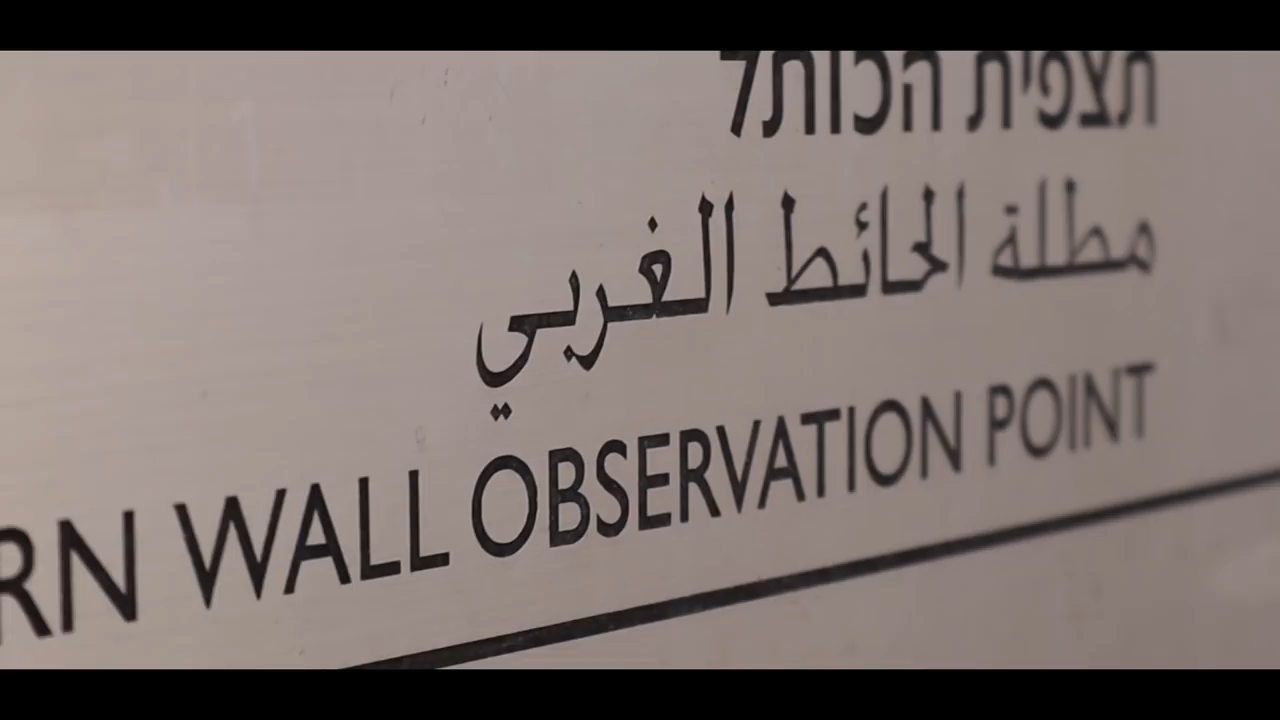 תצפית הכותל
مطلة الحائط الغربي
RN WALL OBSERVATION POINT